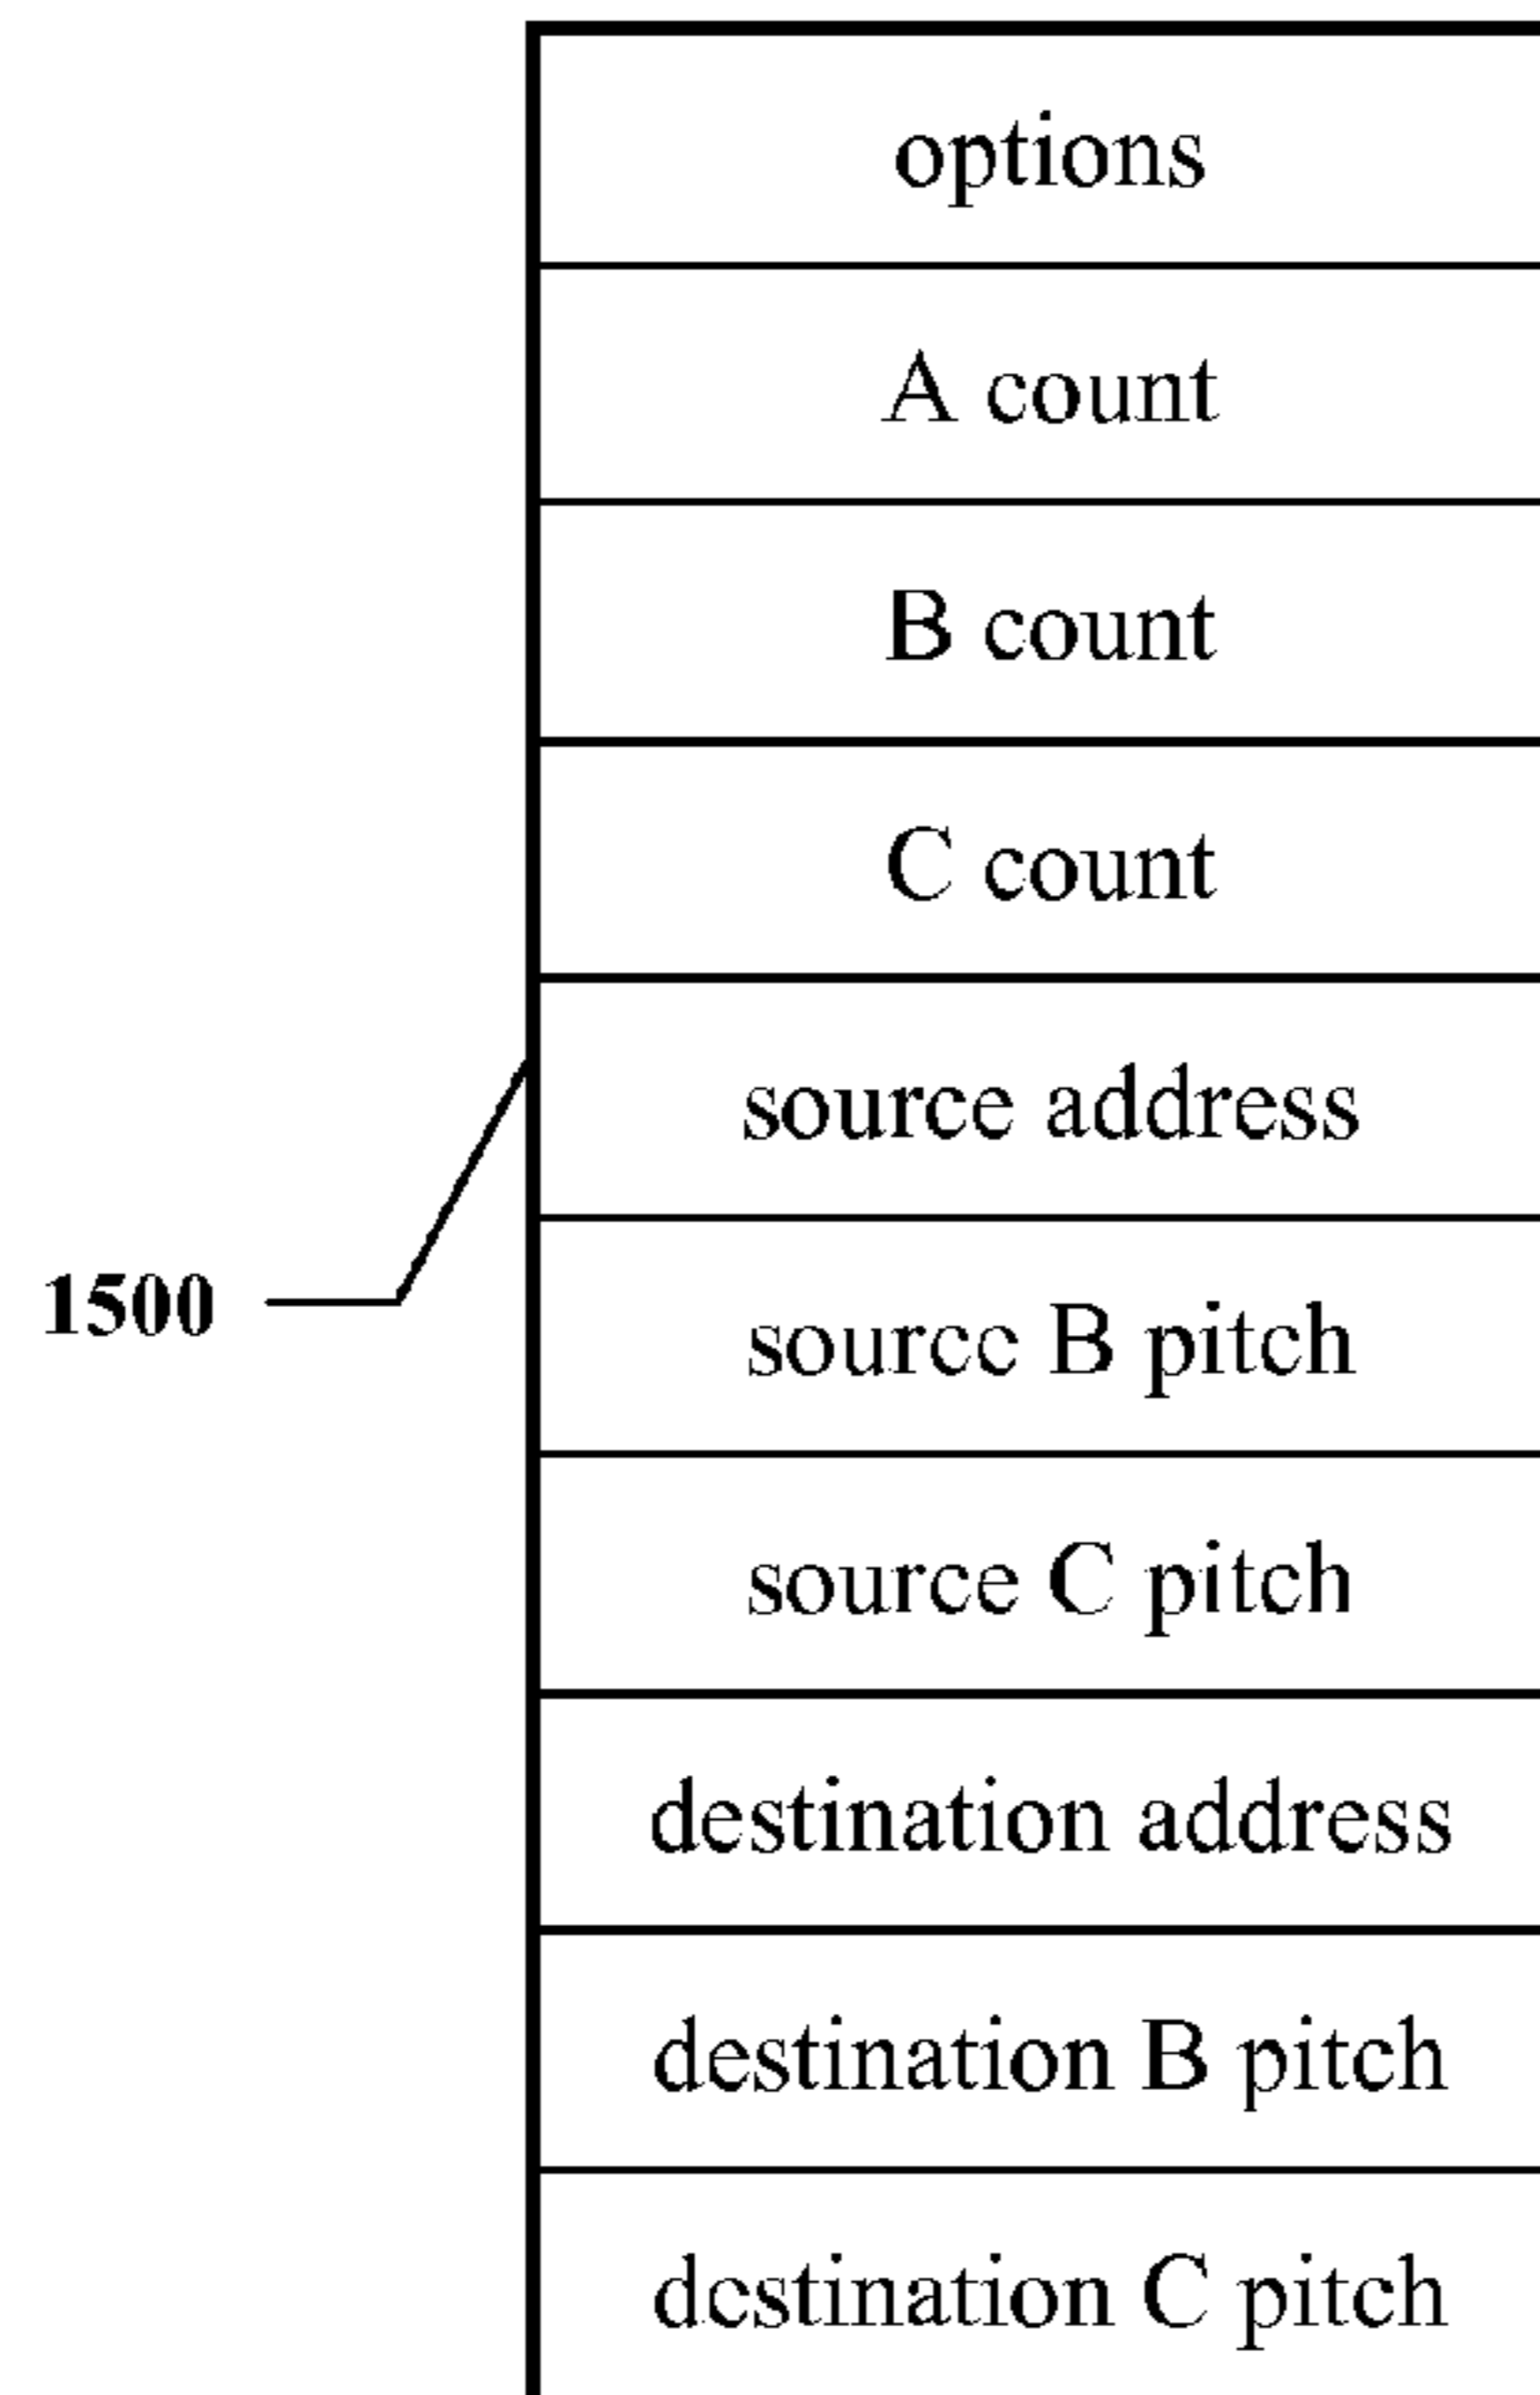 options
A count
B count
C count
source address
1500
source B pitch
source C pitch
destination address
destination B pitch
destination C pitch